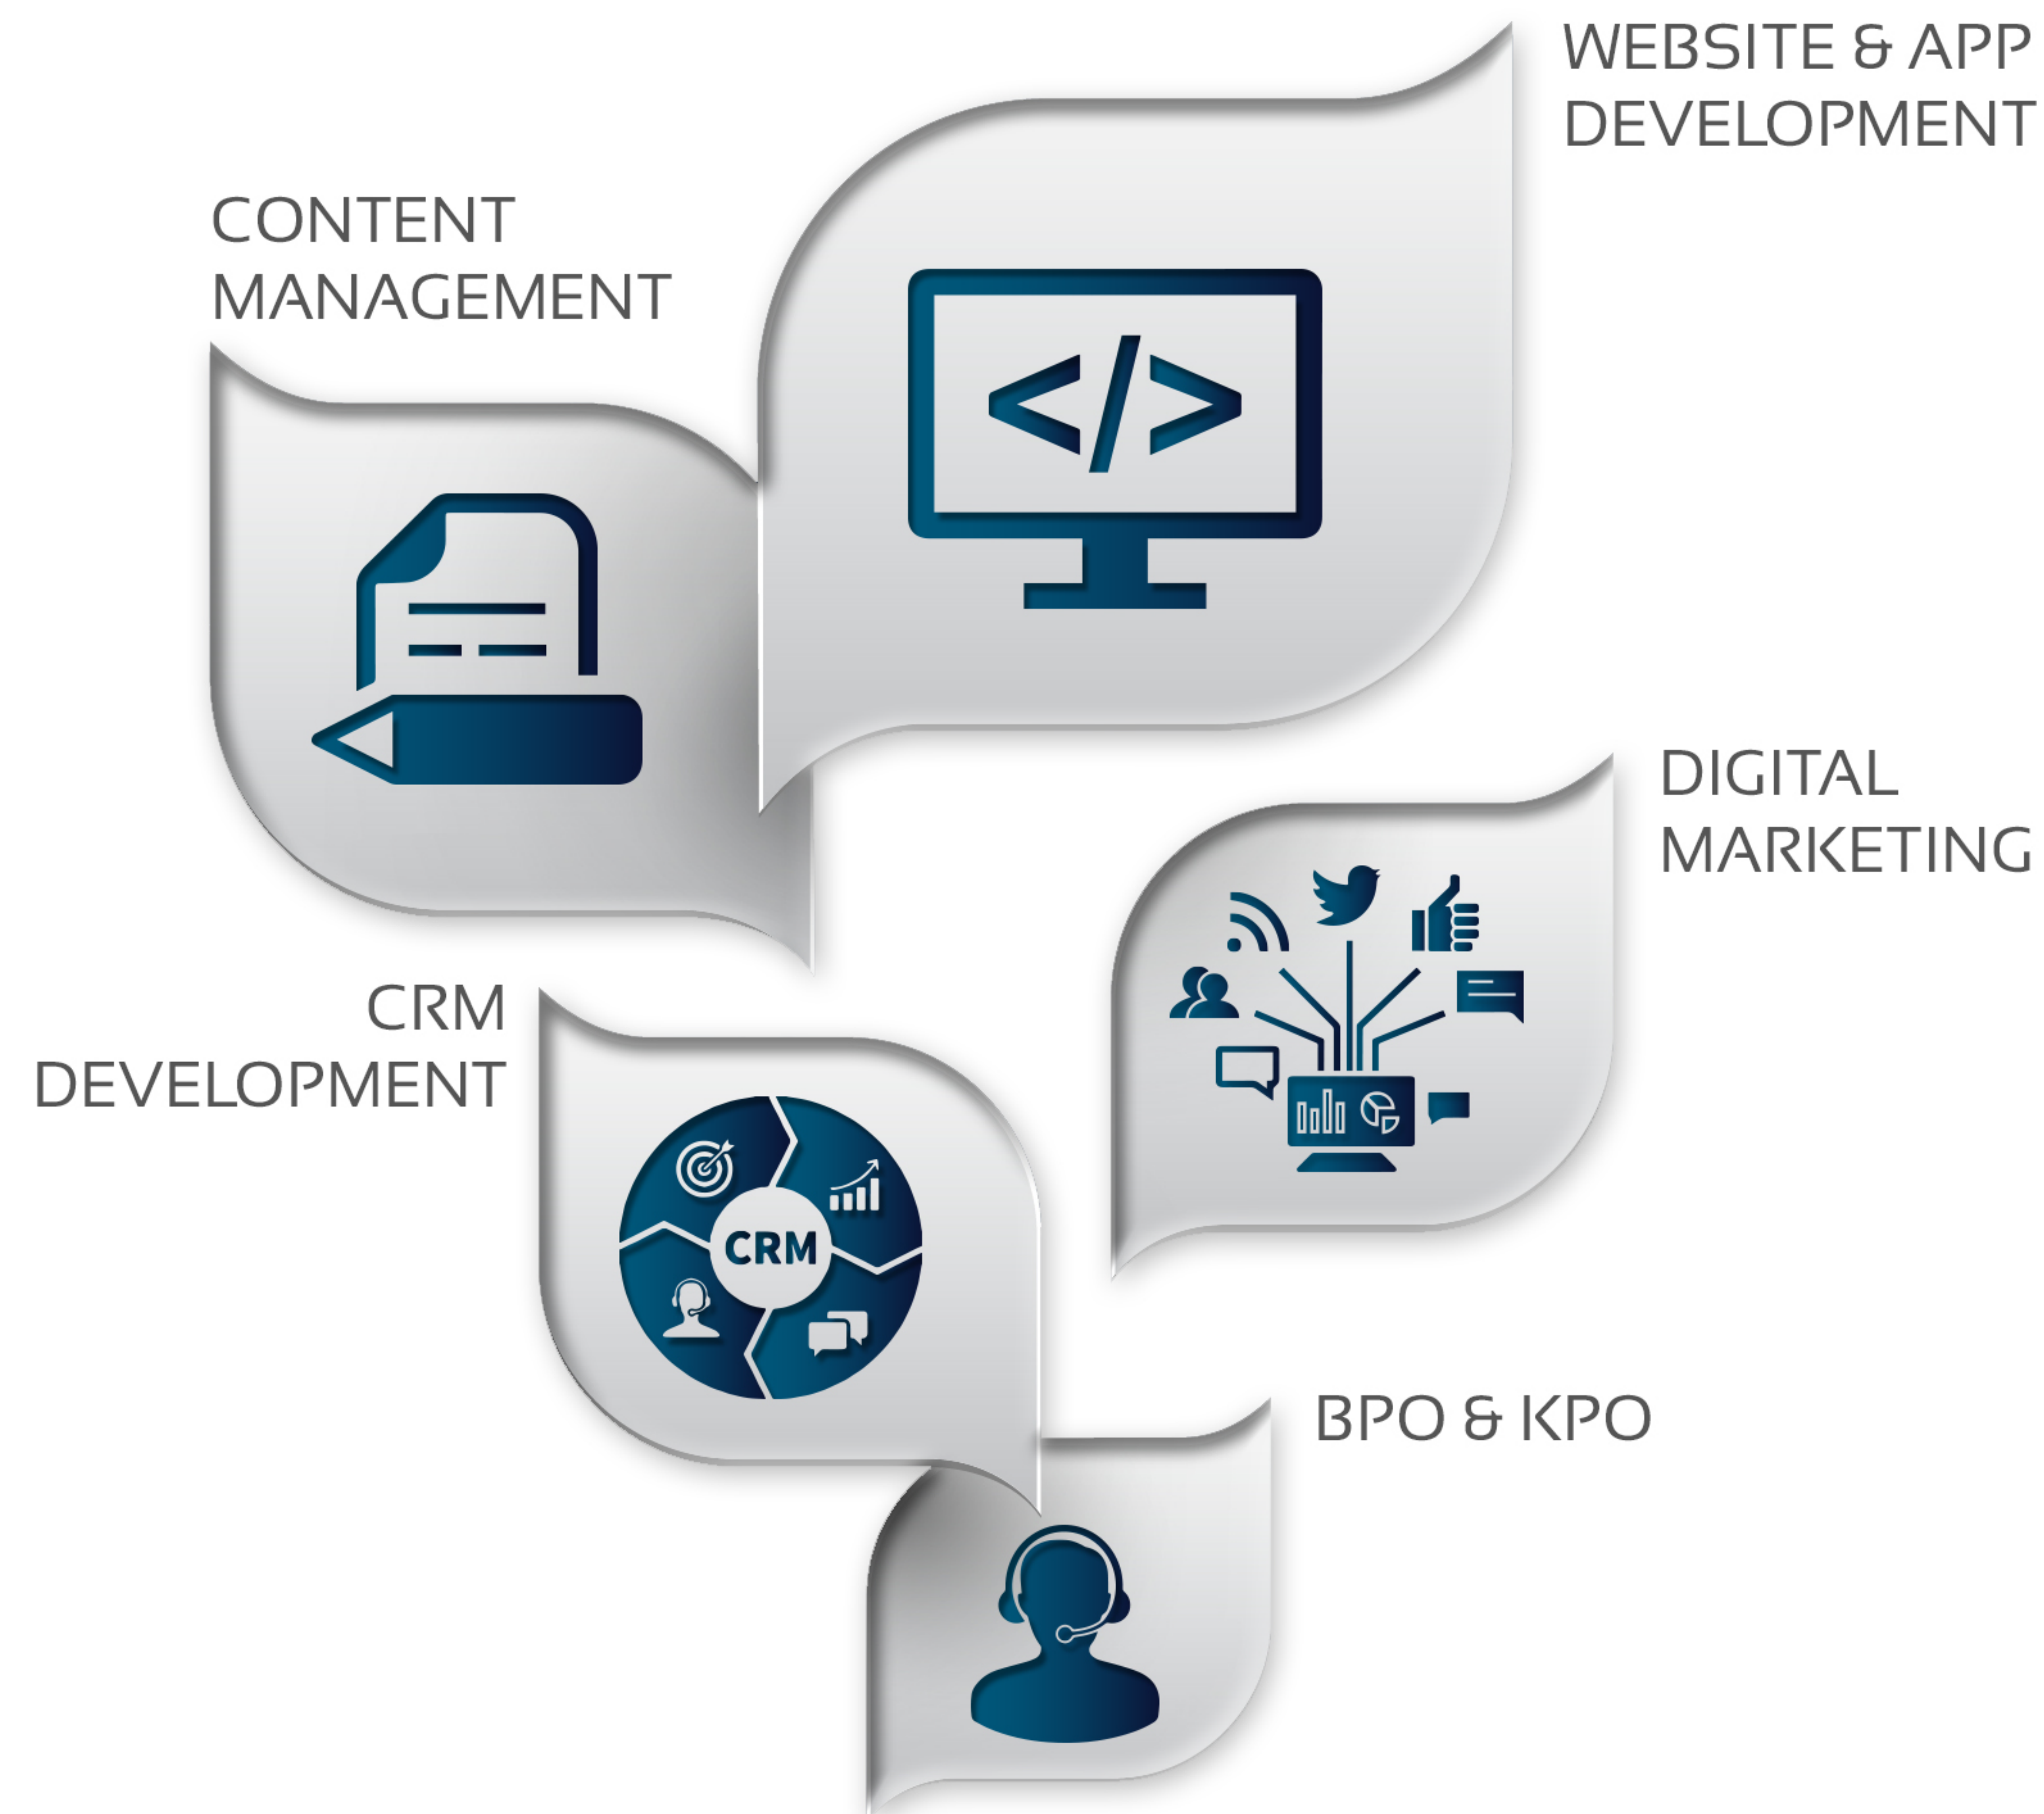 WEBSITE & APP
DEVELOPMENT
CONTENT
MANAGEMENT
</>
DIGITAL
MARKETING
CRM
DEVELOPMENT
CRM
BPO & KPO